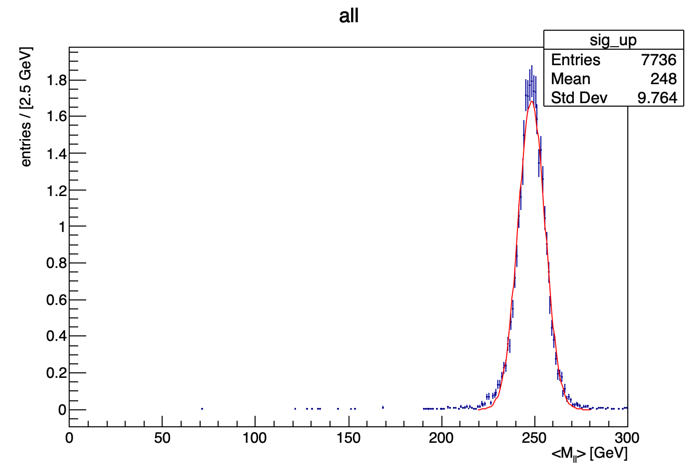 all
sig_up
Entries 7736
Mean 248
Std Dev 9.764
entries / [2.5 GeV]
1.8
1.6
1.4
1.2
1
0.8
0.6
0.4
0.2
0
0 50 100 150 200 250 300
<M_ll> [GeV]